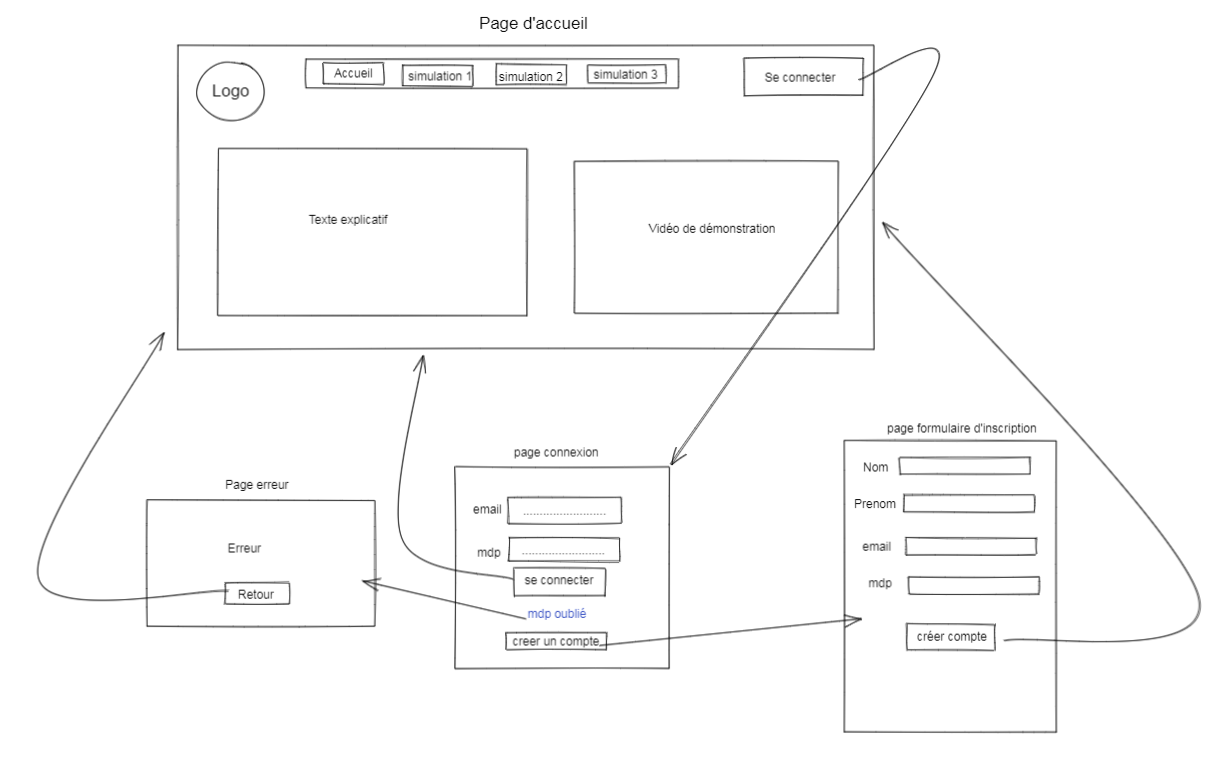 Page d'accueil
Logo
Accueil
simulation 1
simulation 2
simulation 3
Se connecter
Texte explicatif
Vidéo de démonstration
Page erreur
Erreur
Retour
page connexion
email
mdp
se connecter
mdp oublié
creer un compte
page formulaire d'inscription
Nom
Prenom
email
mdp
créer compte